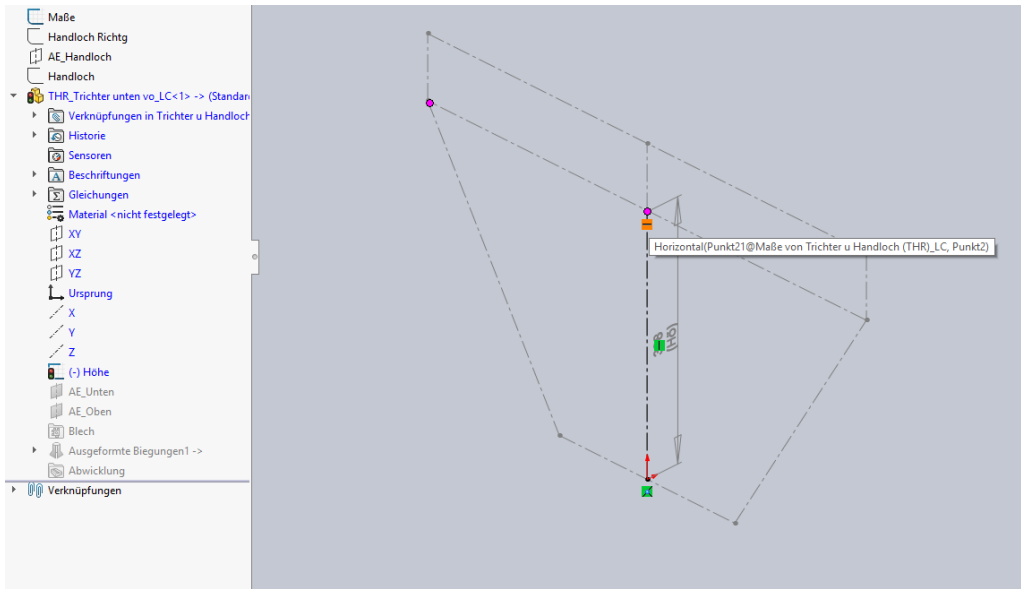 Maße
Handloch Richtg
AE_Handloch
Handloch
THR_Trichter unten vo_LC<1> -> (Standar
Verknüpfungen in Trichter u Handloch
Historie
Sensoren
Beschriftungen
Gleichungen
Material <nicht festgelegt>
XY
XZ
YZ
Ursprung
X
Y
Z
(-) Höhe
AE_Unten
AE_Oben
Blech
Ausgeformte Biegungen1 ->
Abwicklung
Verknüpfungen
Horizontal(Punkt21@Maße von Trichter u Handloch (THR)_LC, Punkt2)